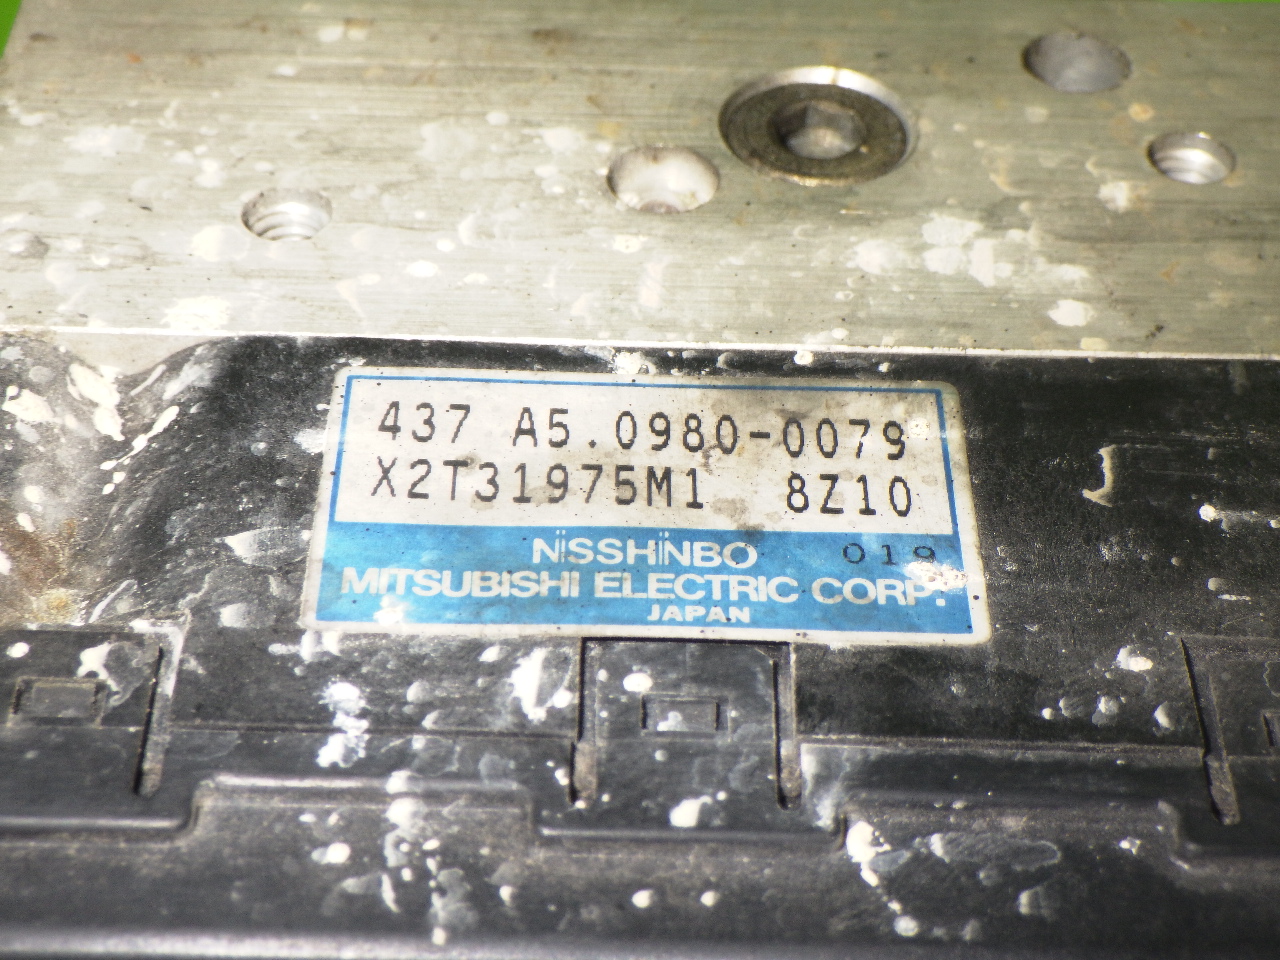 437 A5.0980-0079
X2T31975M1 8Z10
NISSHINBO 019
MITSUBISHI ELECTRIC CORP.
JAPAN